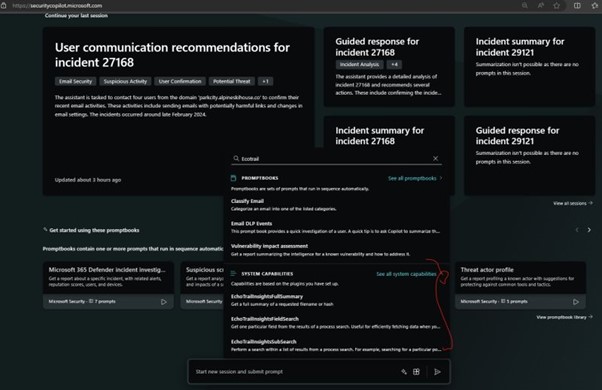 https://securitycopilot.microsoft.com
Continue your last session
User communication recommendations for
incident 27168
Email Security
Suspicious Activity
User Confirmation
Potential Threat
+1
The assistant is tasked to contact four users from the domain 'parkcity.alpineskihouse.co' to confirm their
recent email activities. These activities include sending emails with potentially harmful links and changes in
email settings. The incidents occurred around late February 2024.
Updated about 3 hours ago
Guided response for
incident 27168
Incident Analysis
+4
The assistant provides a detailed analysis of
incident 27168 and recommends several
actions. These include confirming the incide...
Incident summary for
incident 29121
Summarization isn't possible as there are no
prompts in this session.
Incident summary for
incident 27168
Guided response for
incident 29121
Summarization isn't possible as there are no
prompts in this session.
View all sessions →
Ecotrail
PROMPTBOOKS
See all promptbooks
Promptbooks are sets of prompts that run in sequence automatically.
Classify Email
Categorize an email into one of the listed categories.
Email DLP Events
This prompt book provides a quick investigation of a user. A quick tip is to ask Copilot to summarize th...
Vulnerability impact assessment
Get a report summarizing the intelligence for a known vulnerability and how to address it.
SYSTEM CAPABILITIES
See all system capabilities
Capabilities are based on the plugins you have set up.
EchoTrailInsightsFullSummary
Get a full summary of a requested filename or hash
EchoTrailInsightsFieldSearch
Get one particular field from the results of a process search. Useful for efficiently fetching data when yo...
EchoTrailInsightsSubSearch
Perform a search within a list of results from a process search. For example, searching for a particular po...
Get started using these promptbooks
Promptbooks contain one or more prompts that run in sequence automatic
Microsoft 365 Defender incident investig...
Get a report about a specific incident, with related alerts,
reputation scores, users, and devices.
Microsoft Security · 7 prompts
Suspicious sc
Get a report anal
and impacts of a
Microsoft Security
Threat actor profile
Get a report profiling a known actor with suggestions for
protecting against common tools and tactics.
Microsoft Security · 5 prompts
View promptbook library →
Start new session and submit prompt